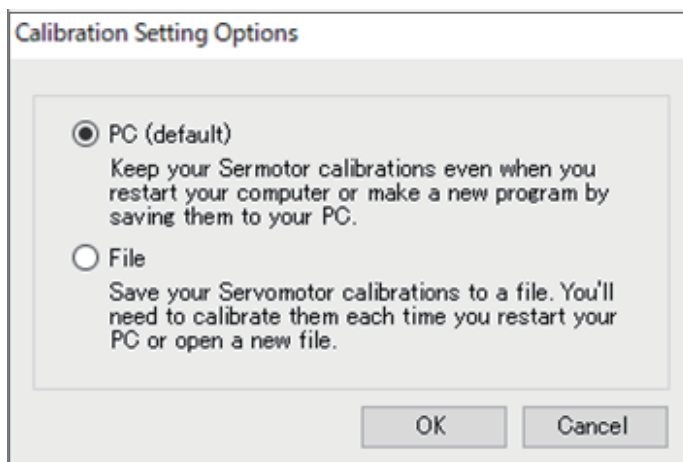 Calibration Setting Options
PC (default)
Keep your Sermotor calibrations even when you
restart your computer or make a new program by
saving them to your PC.
File
Save your Servomotor calibrations to a file. You'll
need to calibrate them each time you restart your
PC or open a new file.
OK Cancel